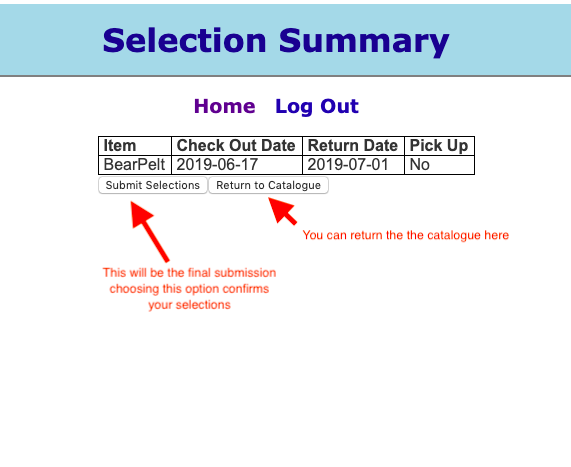 Selection Summary
Home Log Out
Item Check Out Date Return Date Pick Up
BearPelt 2019-06-17 2019-07-01 No
Submit Selections Return to Catalogue
You can return the the catalogue here
This will be the final submission
choosing this option confirms
your selections